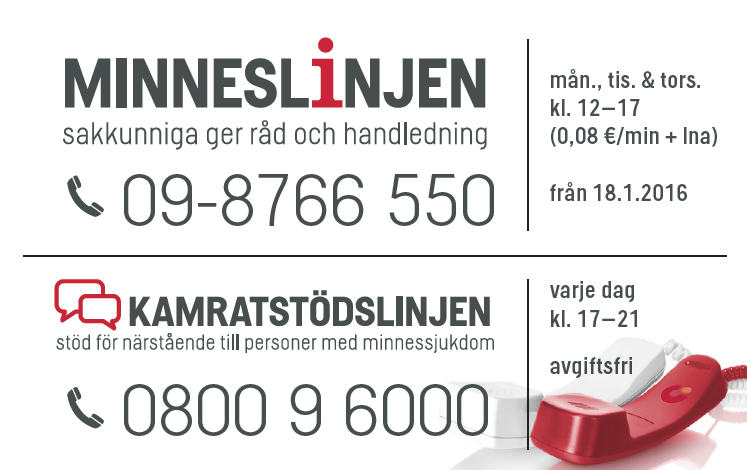 MINNESLiNJEN
sakkunniga ger råd och handledning
09-8766 550
mån., tis. & tors.
kl. 12–17
(0,08 €/min + lna)
från 18.1.2016
KAMRATSTÖDSLINJEN
stöd för närstående till personer med minnessjukdom
0800 9 6000
varje dag
kl. 17–21
avgiftsfri